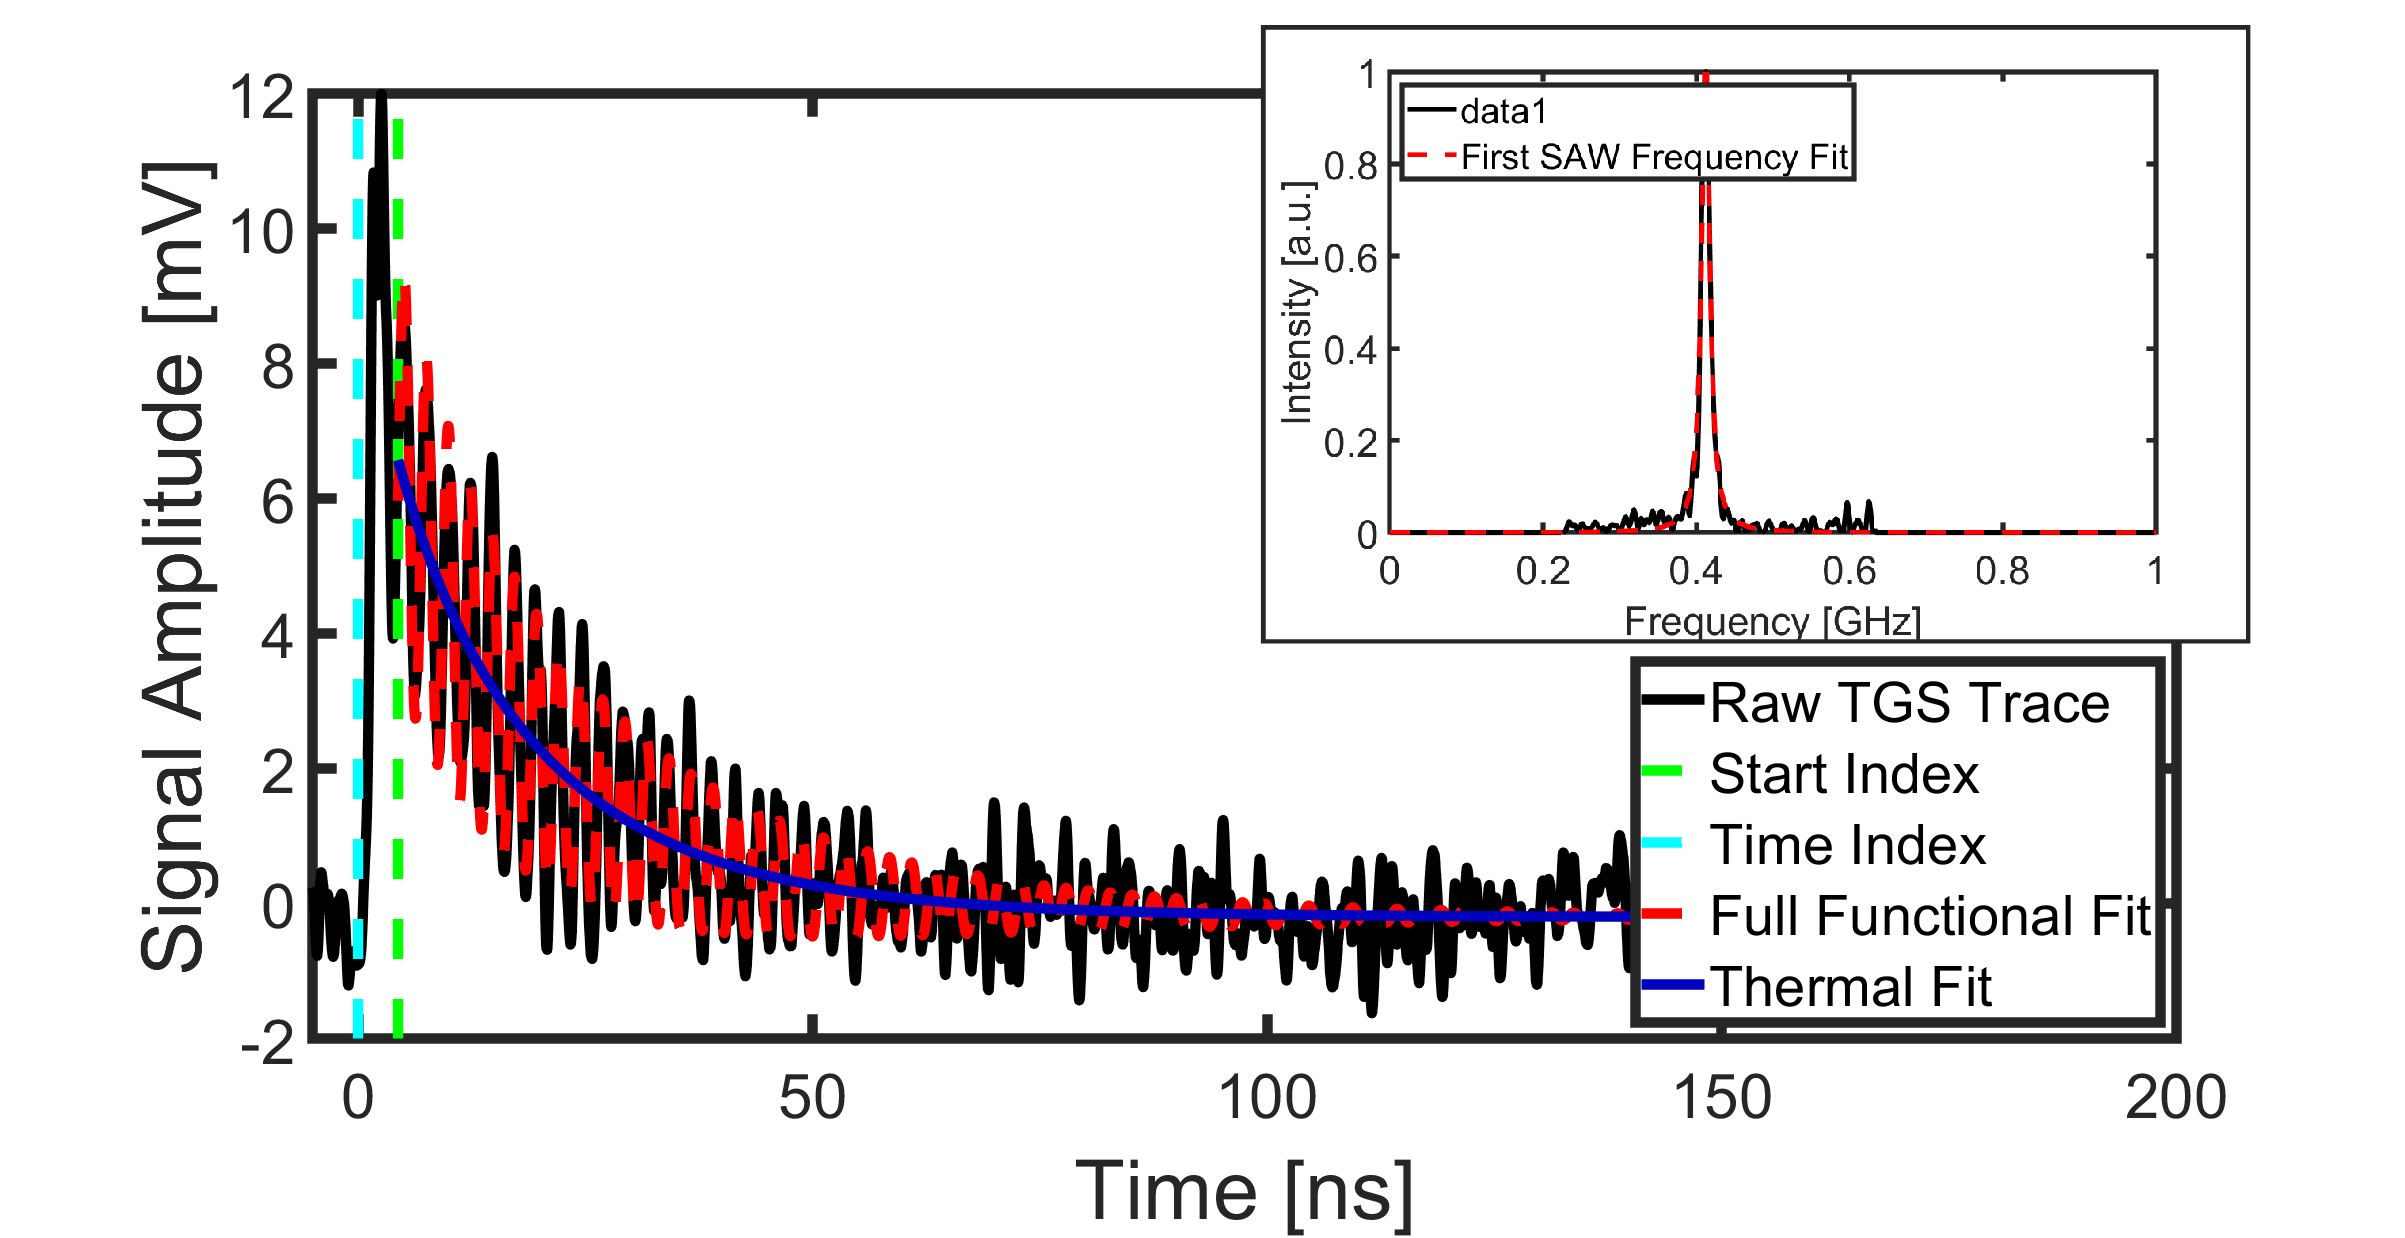 Signal Amplitude [mV]
12
10
8
6
4
2
0
-2
0
50
100
150
200
Time [ns]
Intensity [a.u.]
1
0.8
0.6
0.4
0.2
0
0
0.2
0.4
0.6
0.8
1
Frequency [GHz]
data1
First SAW Frequency Fit
Raw TGS Trace
Start Index
Time Index
Full Functional Fit
Thermal Fit